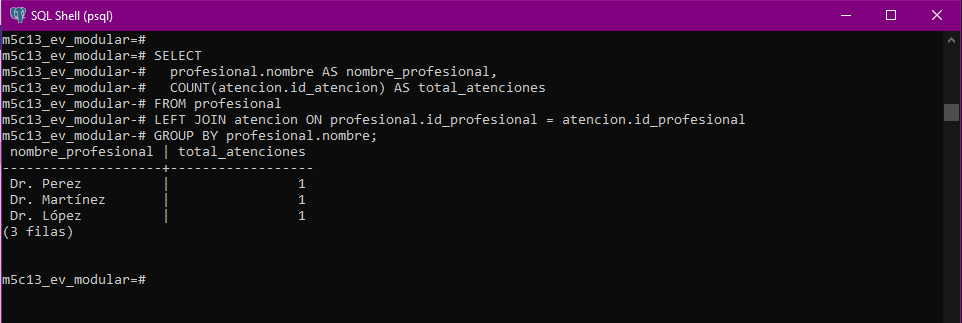 SQL Shell (psql)
m5c13_ev_modular=#
m5c13_ev_modular=# SELECT
m5c13_ev_modular-#   profesional.nombre AS nombre_profesional,
m5c13_ev_modular-#   COUNT(atencion.id_atencion) AS total_atenciones
m5c13_ev_modular-# FROM profesional
m5c13_ev_modular-# LEFT JOIN atencion ON profesional.id_profesional = atencion.id_profesional
m5c13_ev_modular-# GROUP BY profesional.nombre;
 nombre_profesional | total_atenciones
--------------------+------------------
 Dr. Perez          |                1
 Dr. Martínez       |                1
 Dr. López          |                1
(3 filas)
m5c13_ev_modular=#